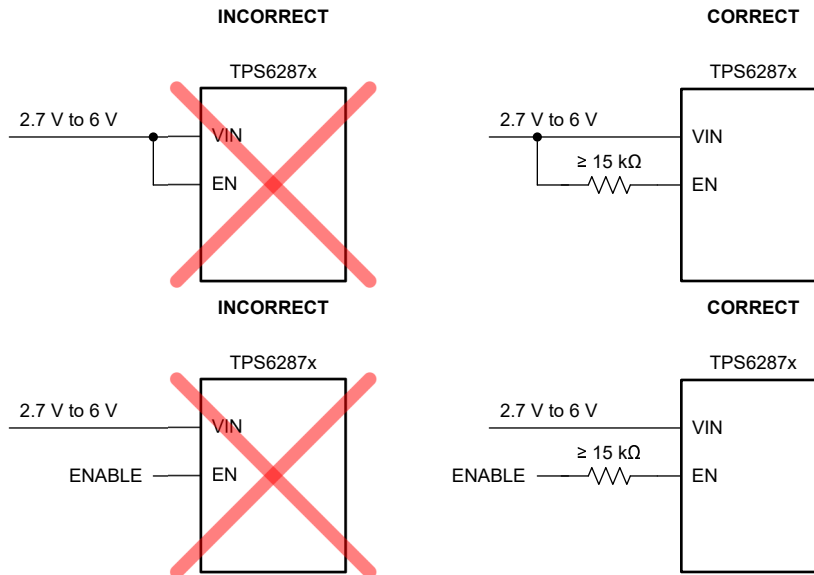 INCORRECT
CORRECT
TPS6287x
TPS6287x
2.7 V to 6 V
VIN
2.7 V to 6 V
VIN
≥ 15 kΩ
EN
EN
INCORRECT
CORRECT
TPS6287x
TPS6287x
2.7 V to 6 V
VIN
2.7 V to 6 V
VIN
≥ 15 kΩ
ENABLE
EN
ENABLE
EN